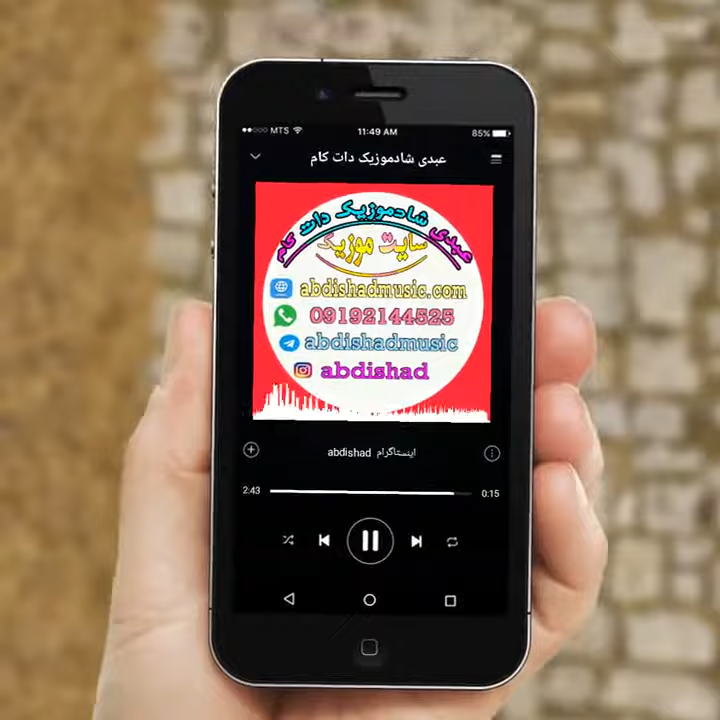 MTS 11:49 AM 85%
عبدی شادموزیک دات کام
عبدی شادموزیک دات کام
سایت موزیک
abdishadmusic.com
09192144525
abdishadmusic
abdishad
اینستاگرام abdishad
2:43 0:15